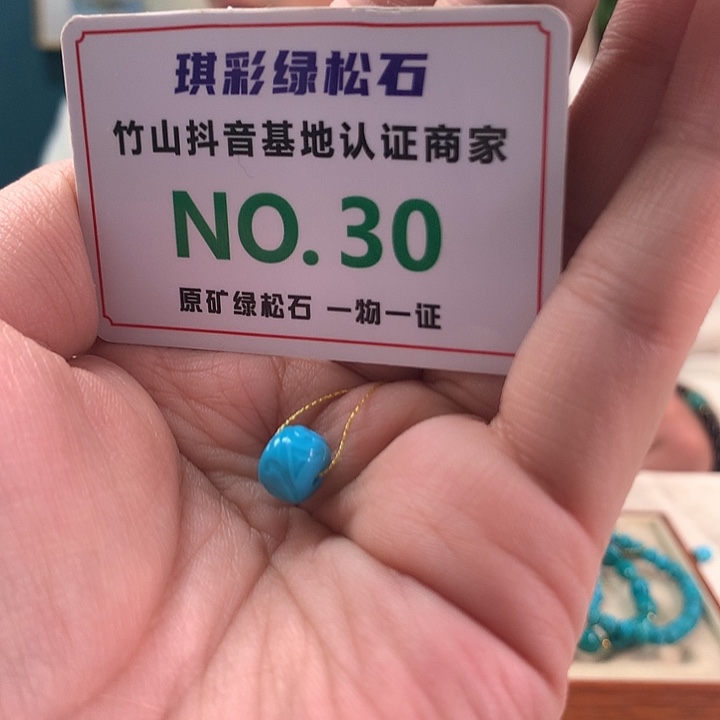 琪彩绿松石
竹山抖音基地认证商家
NO.30
原矿绿松石 一物一证